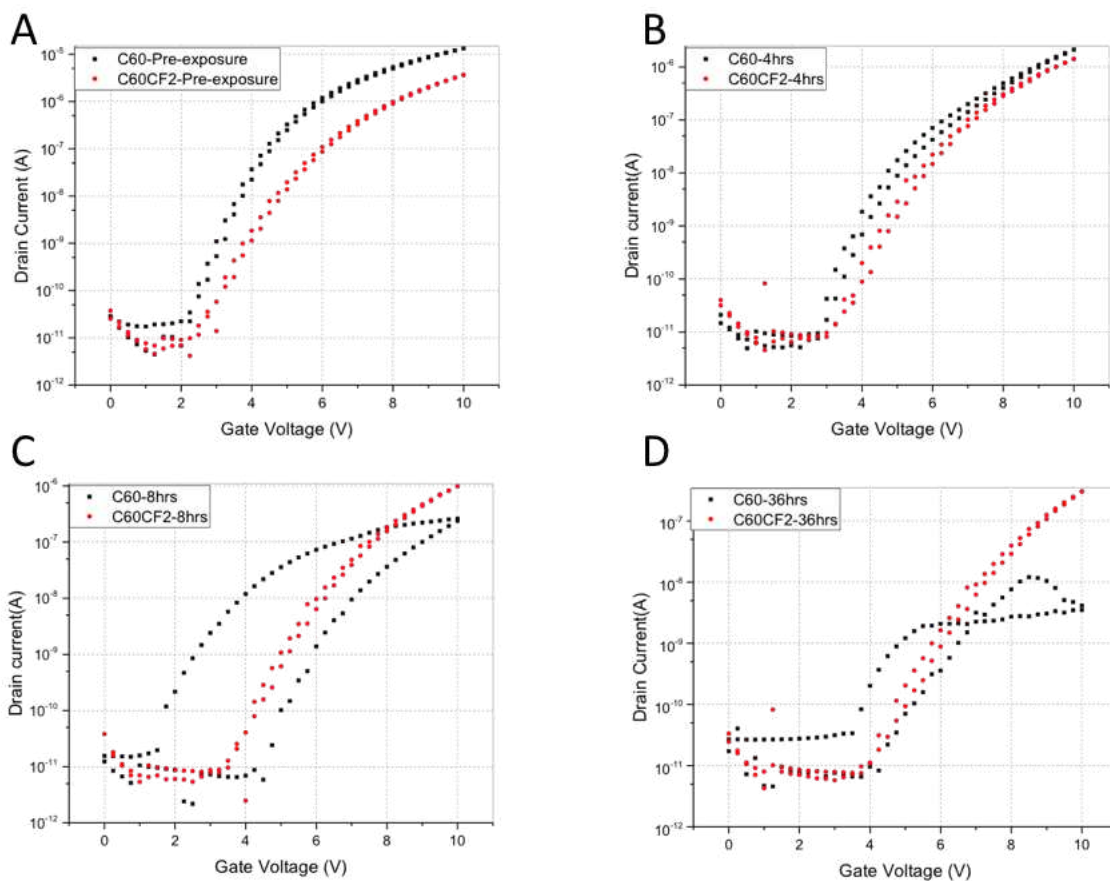 A
C60-Pre-exposure
C60CF2-Pre-exposure
Drain Current (A)
10⁻⁵
10⁻⁶
10⁻⁷
10⁻⁸
10⁻⁹
10⁻¹⁰
10⁻¹¹
10⁻¹²
0 2 4 6 8 10
Gate Voltage (V)
B
C60-4hrs
C60CF2-4hrs
Drain current(A)
10⁻⁶
10⁻⁷
10⁻⁸
10⁻⁹
10⁻¹⁰
10⁻¹¹
10⁻¹²
0 2 4 6 8 10
Gate Voltage (V)
C
C60-8hrs
C60CF2-8hrs
Drain current(A)
10⁻⁶
10⁻⁷
10⁻⁸
10⁻⁹
10⁻¹⁰
10⁻¹¹
10⁻¹²
0 2 4 6 8 10
Gate Voltage (V)
D
C60-36hrs
C60CF2-36hrs
Drain Current(A)
10⁻⁷
10⁻⁸
10⁻⁹
10⁻¹⁰
10⁻¹¹
10⁻¹²
0 2 4 6 8 10
Gate Voltage (V)